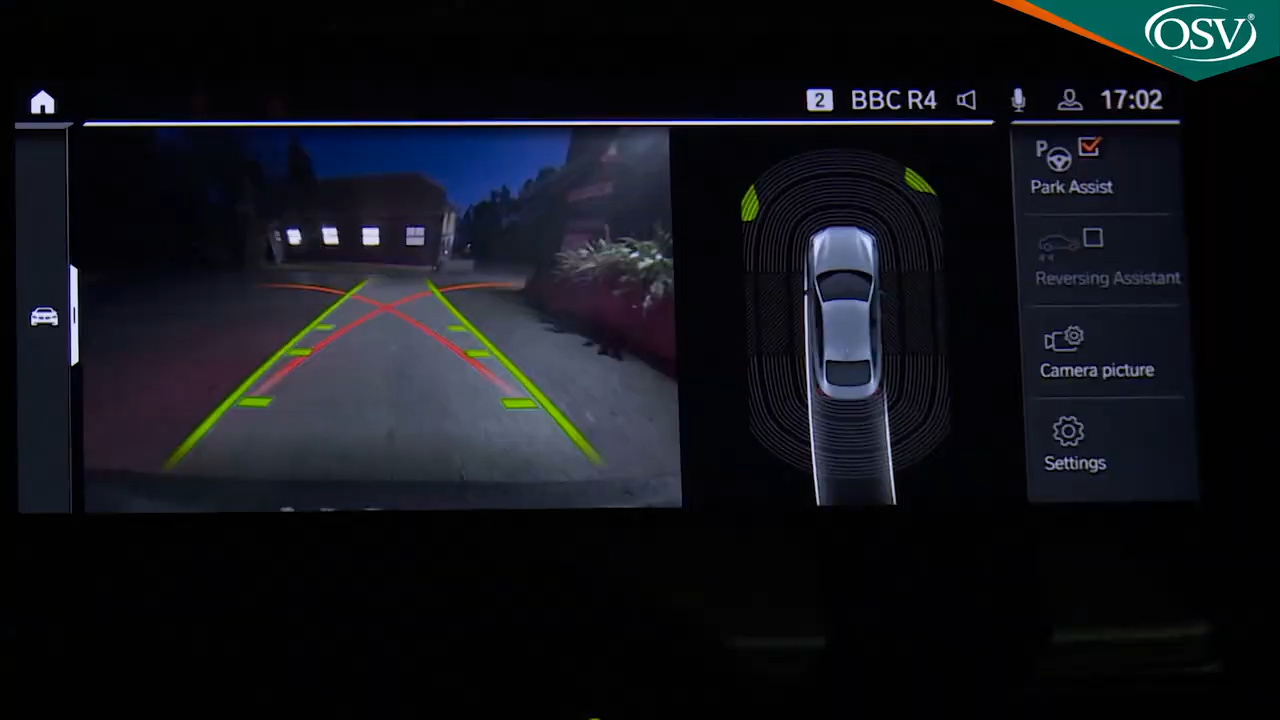 OSV®
2 BBC R4 17:02
P
Park Assist
Reversing Assistant
Camera picture
Settings